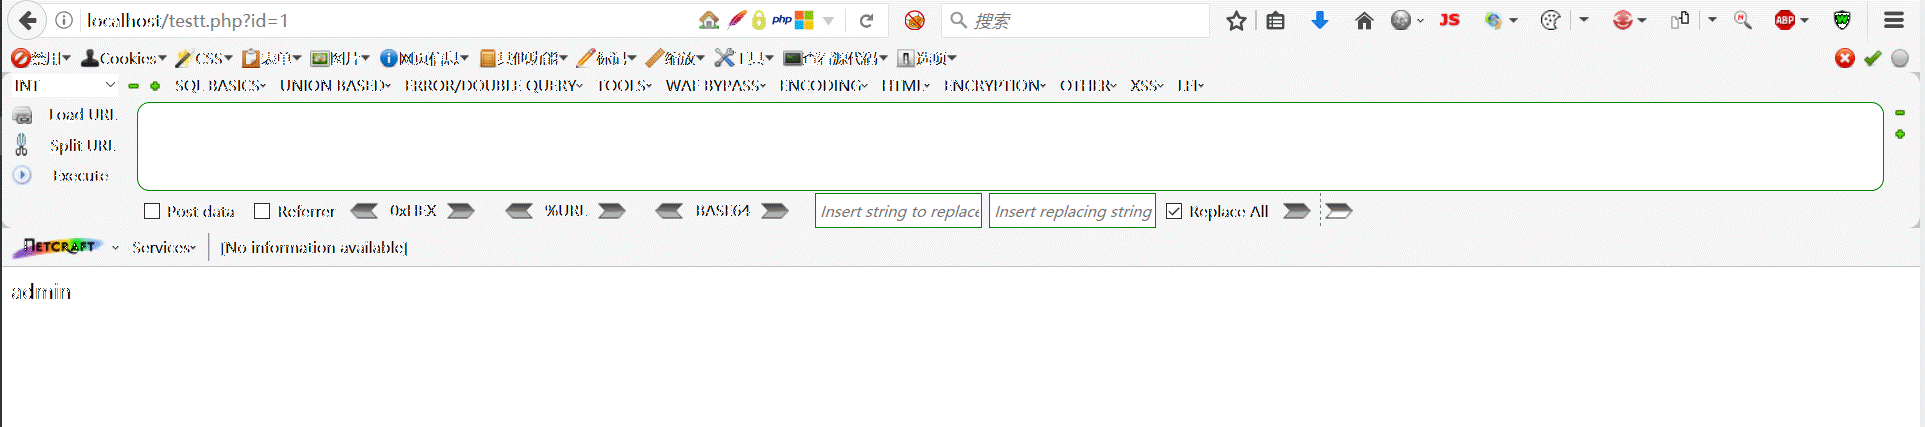 localhost/testt.php?id=1 php 搜索 JS ABP
禁用 Cookies CSS 表单 图片 网页信息 其他功能 标记 缩放 工具 查看源代码 选项
INT SQL BASICS UNION BASED ERROR/DOUBLE QUERY TOOLS WAF BYPASS ENCODING HTML ENCRYPTION OTHER XSS LFI
Load URL
Split URL
Execute
Post data Referrer 0xHEX %URL BASE64 Insert string to replace Insert replacing string Replace All
NETCRAFT Services [No information available]
admin